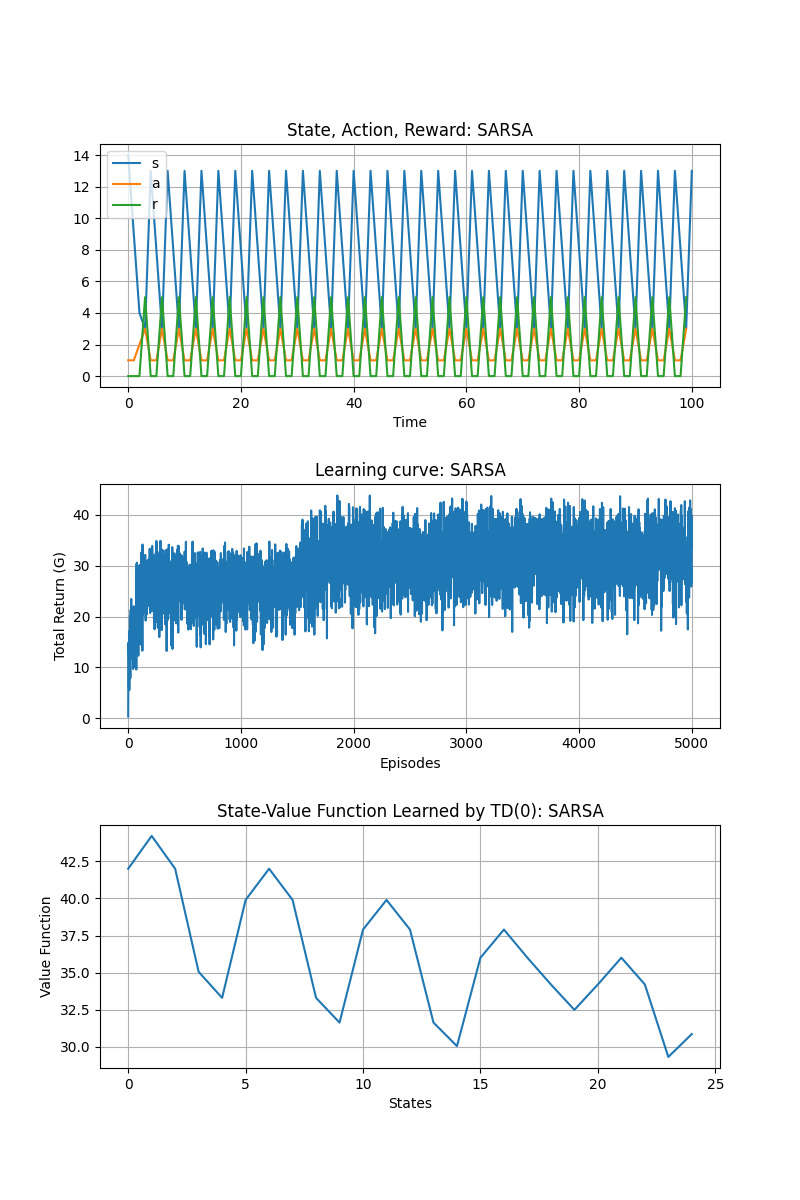 State, Action, Reward: SARSA
14
12
10
8
6
4
2
0
s
a
r
0 20 40 60 80 100
Time
Learning curve: SARSA
Total Return (G)
40
30
20
10
0
0 1000 2000 3000 4000 5000
Episodes
State-Value Function Learned by TD(0): SARSA
Value Function
42.5
40.0
37.5
35.0
32.5
30.0
0 5 10 15 20 25
States